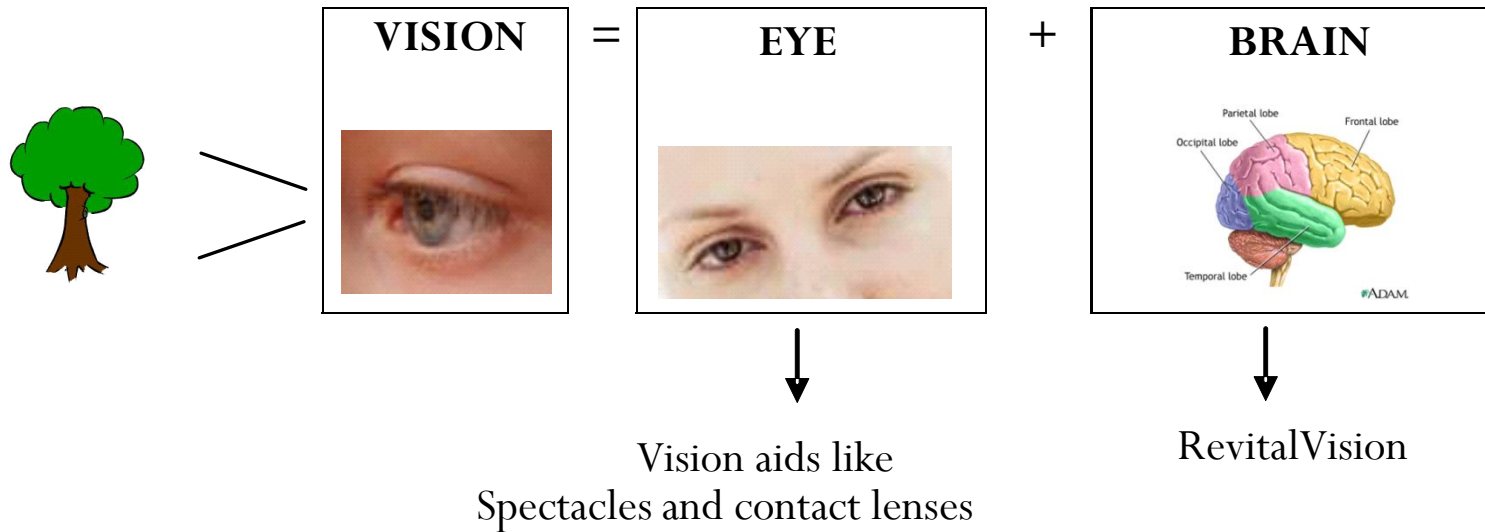 VISION = EYE + BRAIN
Parietal lobe
Frontal lobe
Occipital lobe
Temporal lobe
ADAM
Vision aids like
Spectacles and contact lenses
RevitalVision